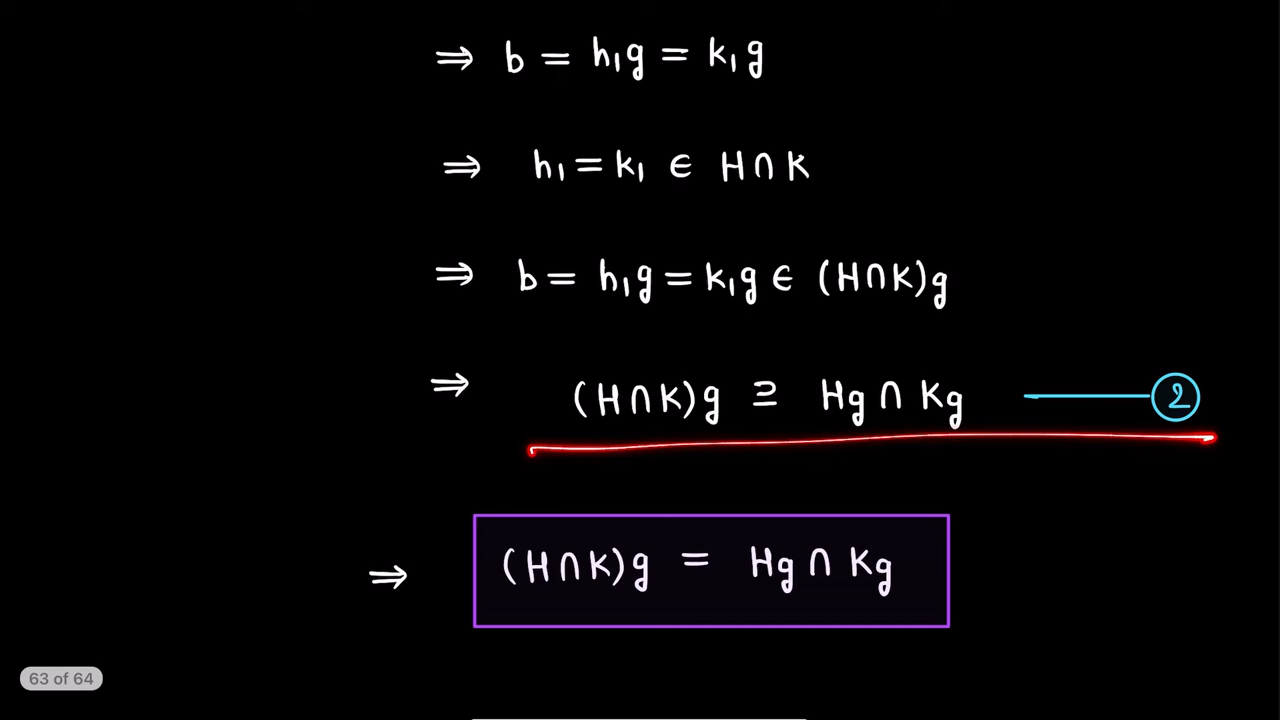 ⇒ b = h₁g = k₁g
⇒ h₁ = k₁ ∈ H∩K
⇒ b = h₁g = k₁g ∈ (H∩K)g
⇒ (H∩K)g ⊇ Hg ∩ Kg —— ②
⇒ (H∩K)g = Hg ∩ Kg
63 of 64